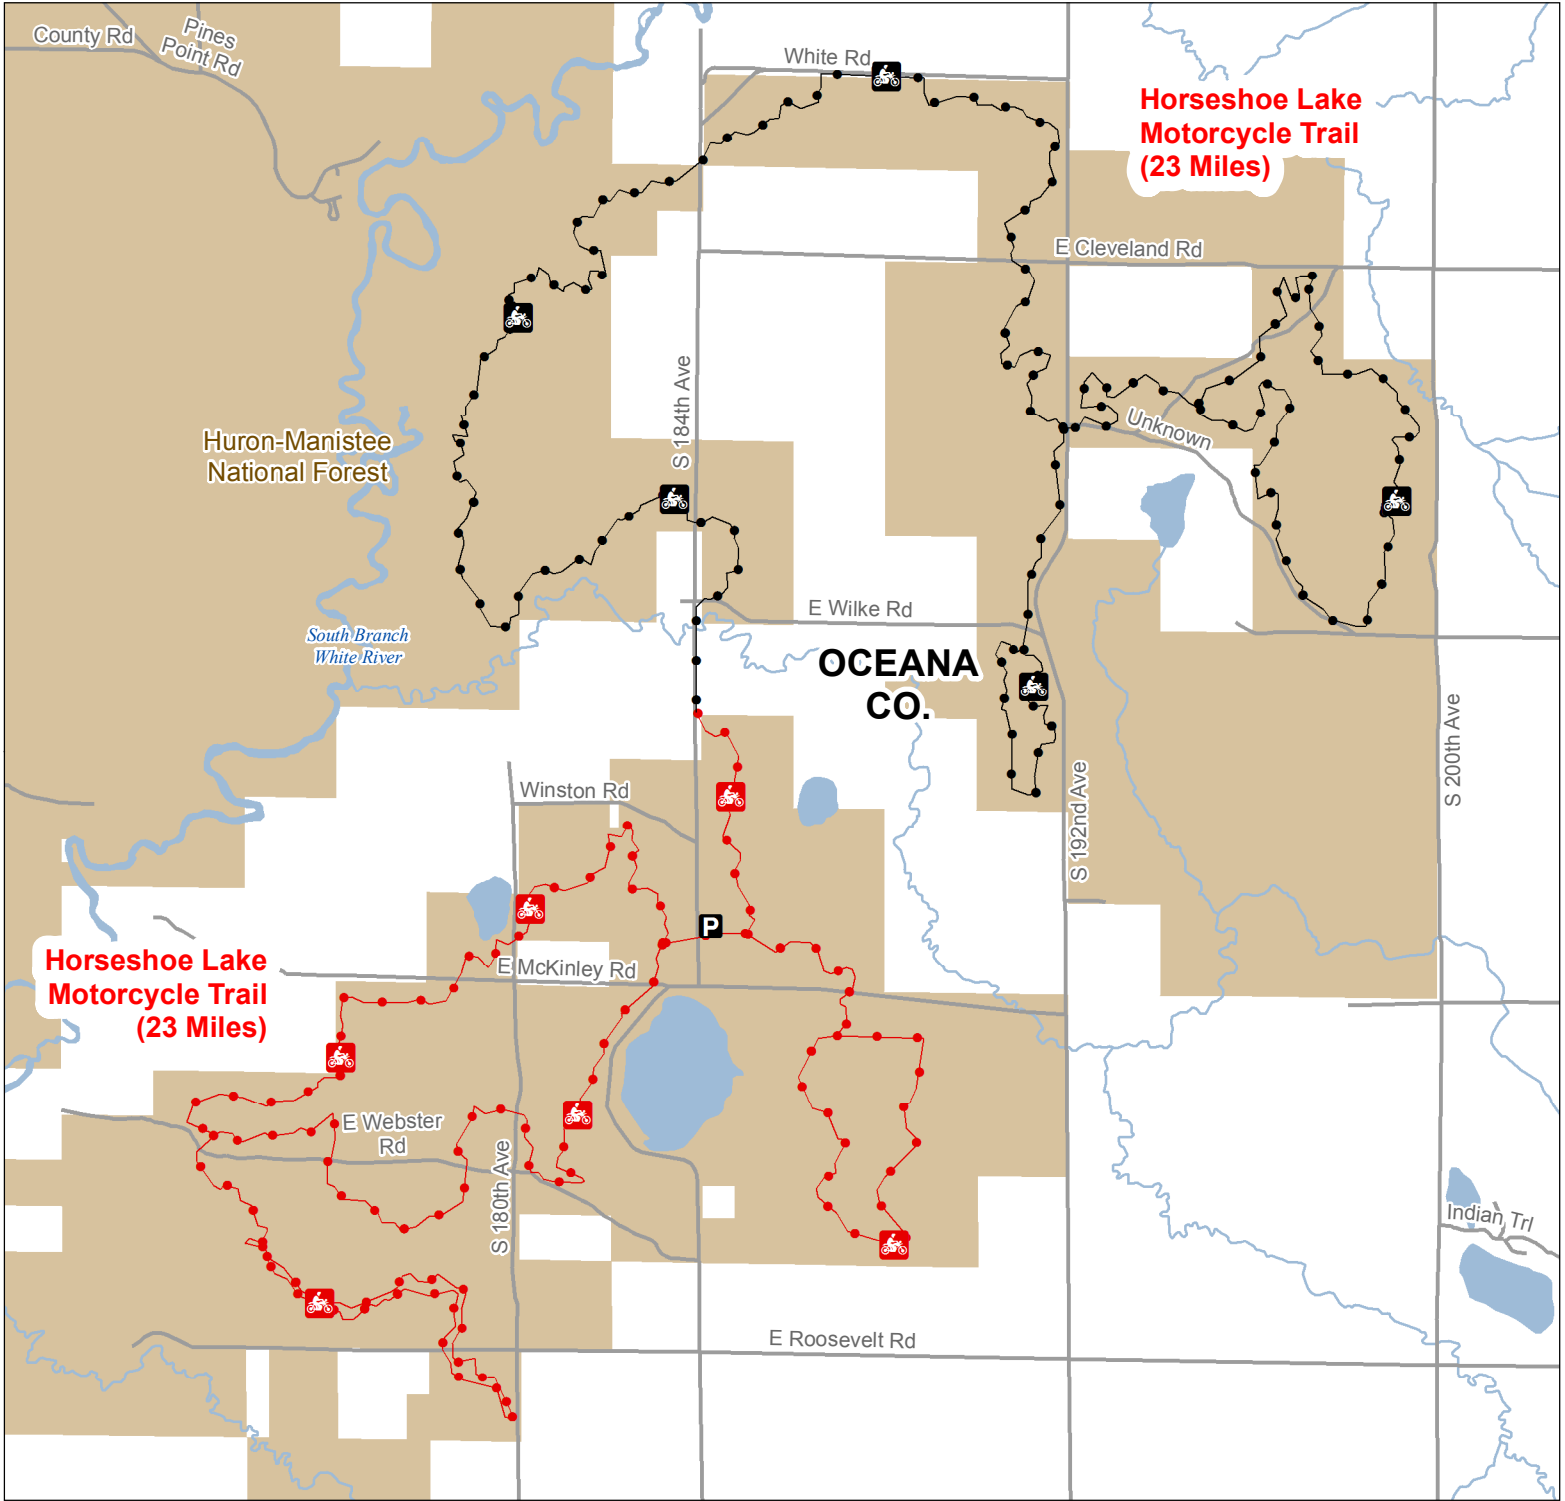 County Rd
Pines
Point Rd
White Rd
Horseshoe Lake
Motorcycle Trail
(23 Miles)
E Cleveland Rd
S 184th Ave
Unknown
Huron-Manistee
National Forest
E Wilke Rd
South Branch
White River
OCEANA
CO.
S 200th Ave
S 192nd Ave
Winston Rd
P
E McKinley Rd
Horseshoe Lake
Motorcycle Trail
(23 Miles)
E Webster
Rd
S 180th Ave
Indian Trl
E Roosevelt Rd